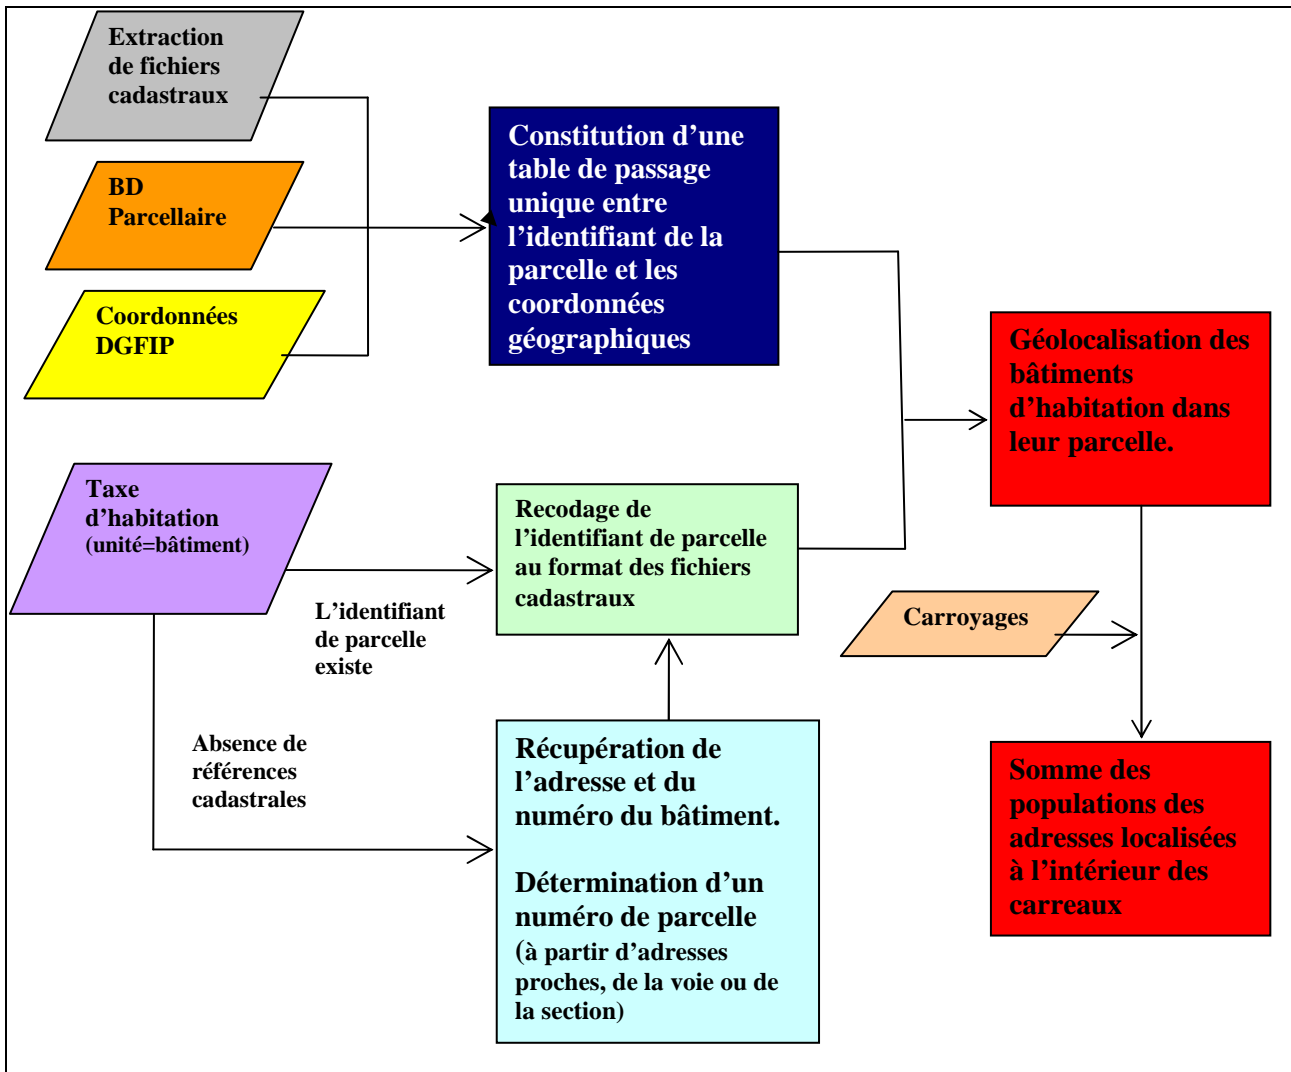 Extraction
de fichiers
cadastraux
BD
Parcellaire
Coordonnées
DGFIP
Constitution d’une
table de passage
unique entre
l’identifiant de la
parcelle et les
coordonnées
géographiques
Géolocalisation des
bâtiments
d’habitation dans
leur parcelle.
Taxe
d’habitation
(unité=bâtiment)
L’identifiant
de parcelle
existe
Recodage de
l’identifiant de parcelle
au format des fichiers
cadastraux
Carroyages
Absence de
références
cadastrales
Récupération de
l’adresse et du
numéro du bâtiment.
Détermination d’un
numéro de parcelle
(à partir d’adresses
proches, de la voie ou de
la section)
Somme des
populations des
adresses localisées
à l’intérieur des
carreaux